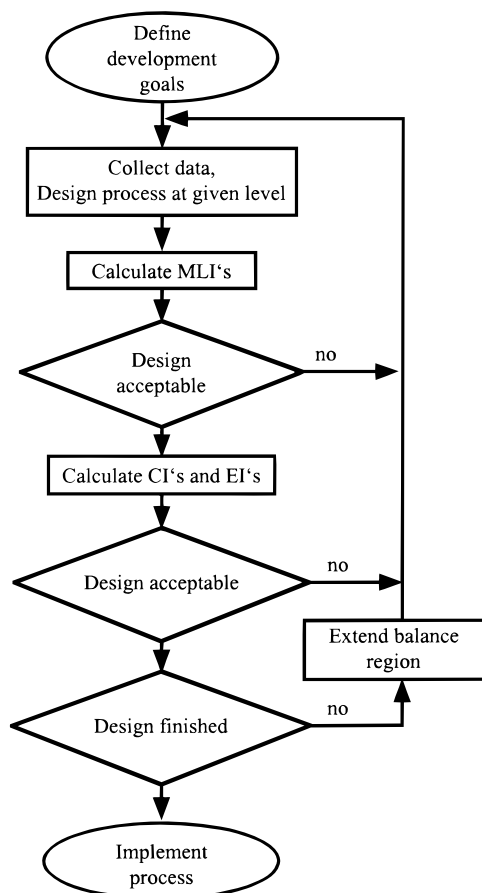 Define
development
goals
Collect data,
Design process at given level
Calculate MLI‘s
Design
acceptable
no
Calculate CI‘s and EI‘s
Design acceptable
no
Extend balance
region
Design finished
no
Implement
process